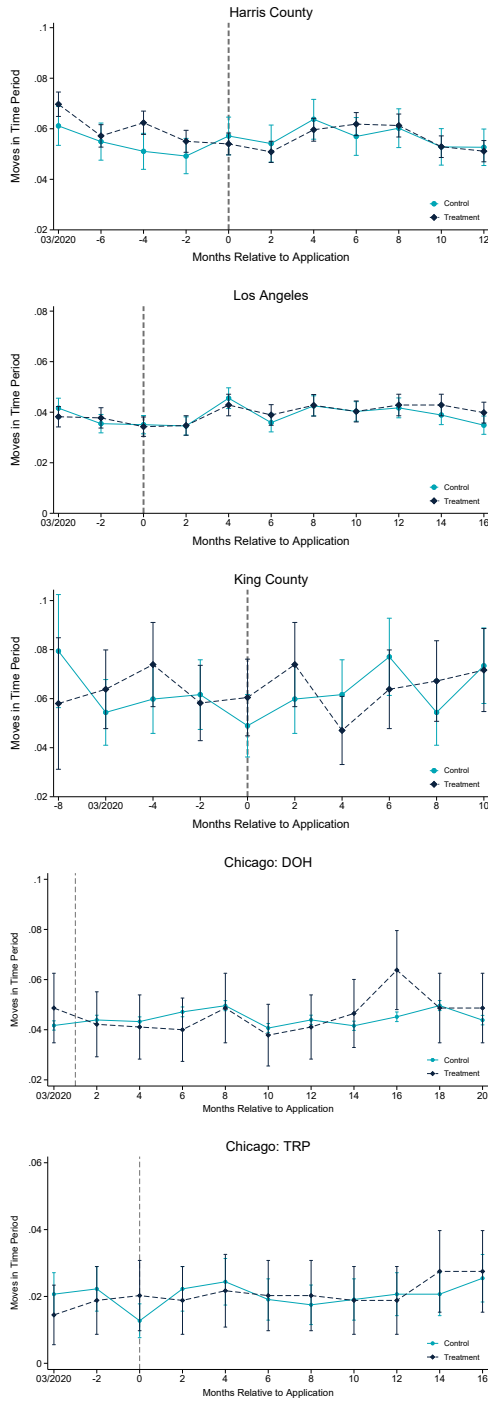 Harris County
Moves in Time Period
.1
.08
.06
.04
.02
03/2020 -6 -4 -2 0 2 4 6 8 10 12
Months Relative to Application
Control
Treatment
Los Angeles
Moves in Time Period
.08
.06
.04
.02
0
03/2020 -2 0 2 4 6 8 10 12 14 16
Months Relative to Application
Control
Treatment
King County
Moves in Time Period
.1
.08
.06
.04
.02
-8 03/2020 -4 -2 0 2 4 6 8 10
Months Relative to Application
Control
Treatment
Chicago: DOH
Moves in Time Period
.1
.08
.06
.04
.02
03/2020 2 4 6 8 10 12 14 16 18 20
Months Relative to Application
Control
Treatment
Chicago: TRP
Moves in Time Period
.06
.04
.02
0
03/2020 -2 0 2 4 6 8 10 12 14 16
Months Relative to Application
Control
Treatment